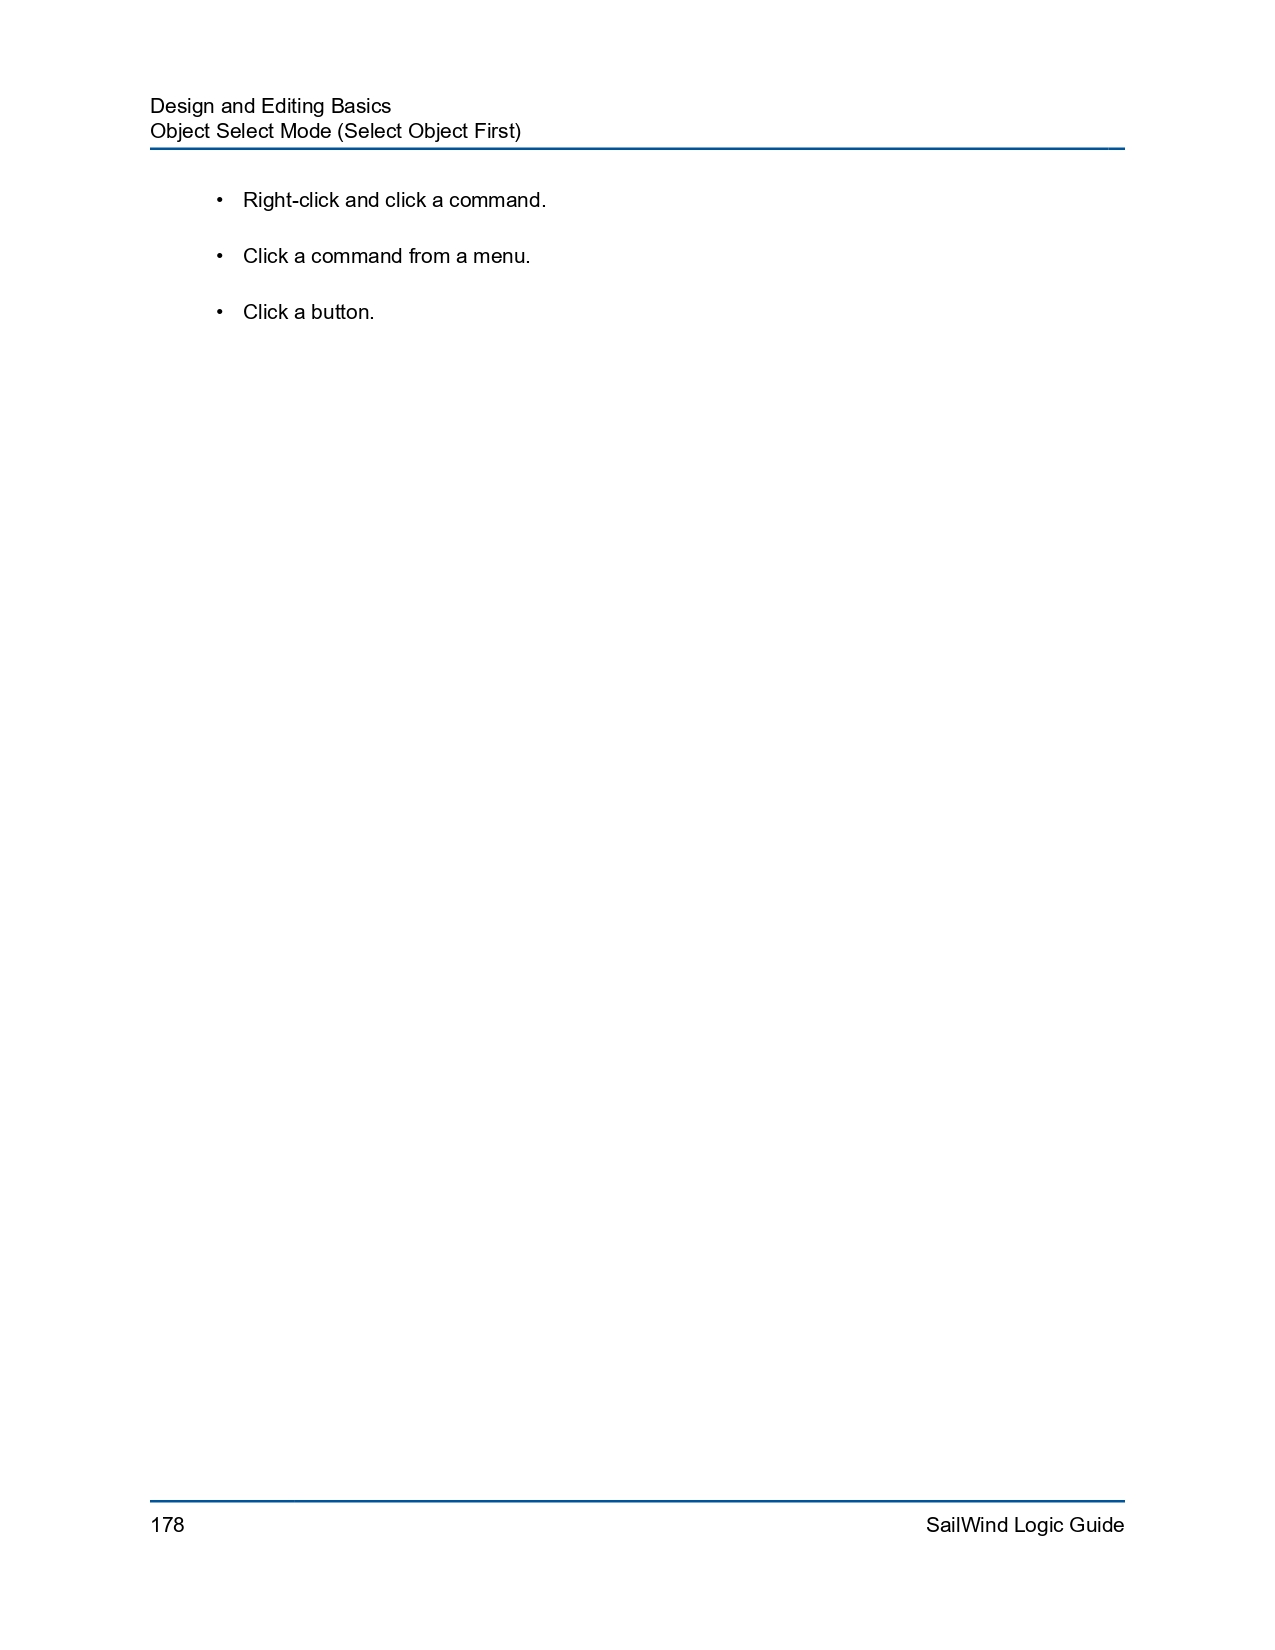 Design and Editing Basics
Object Select Mode (Select Object First)
• Right-click and click a command.
• Click a command from a menu.
• Click a button.
178
SailWind Logic Guide